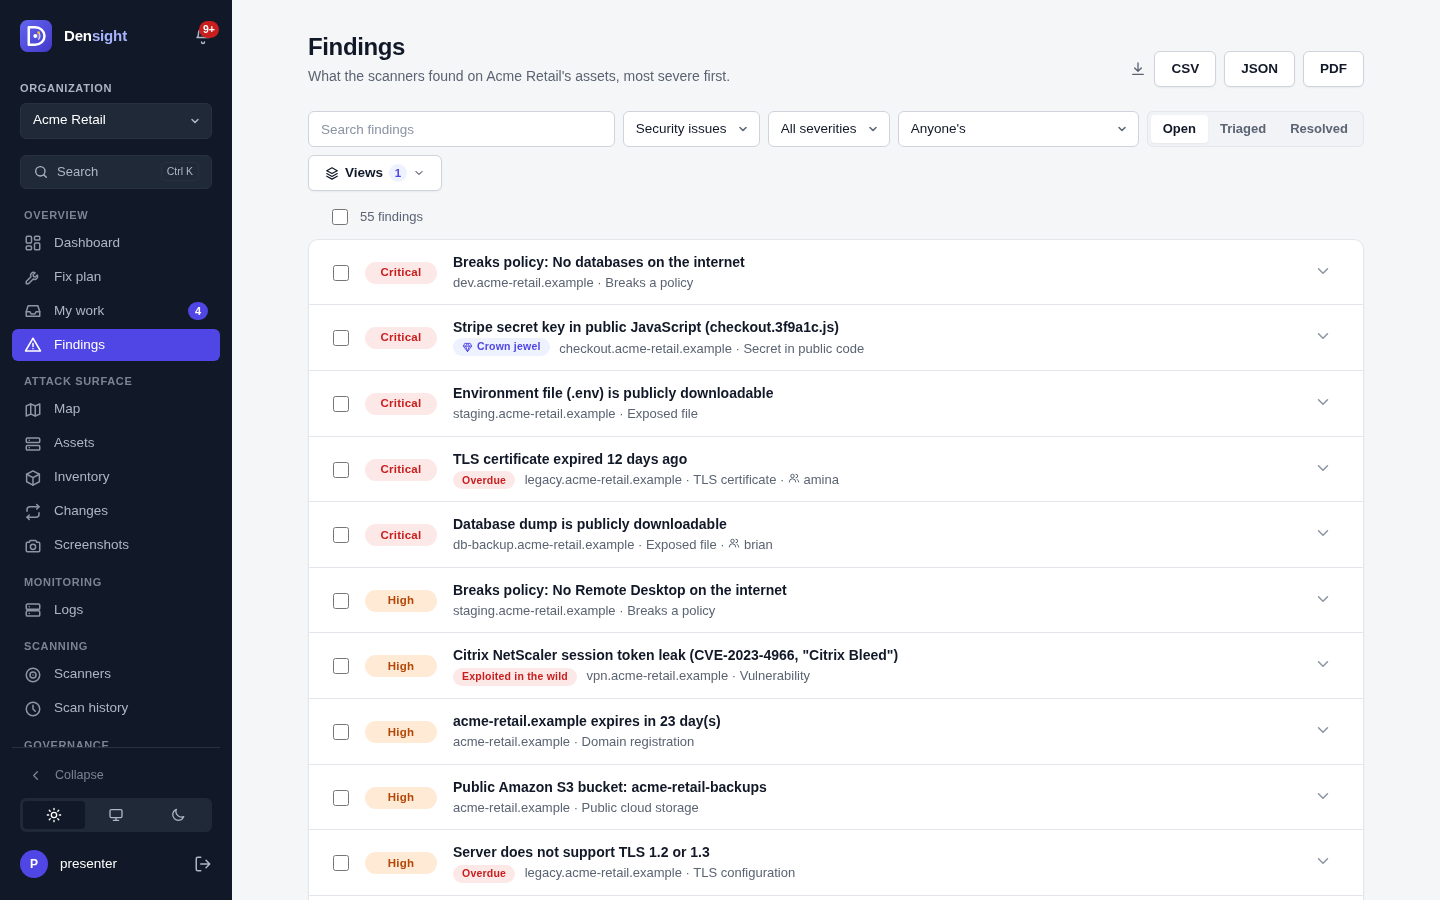 Densight
9+
ORGANIZATION
Acme Retail
Search
Ctrl K
OVERVIEW
Dashboard
Fix plan
My work
4
Findings
ATTACK SURFACE
Map
Assets
Inventory
Changes
Screenshots
MONITORING
Logs
SCANNING
Scanners
Scan history
GOVERNANCE
Collapse
P
presenter
Findings
What the scanners found on Acme Retail's assets, most severe first.
CSV
JSON
PDF
Search findings
Security issues
All severities
Anyone's
Open
Triaged
Resolved
Views 1
55 findings
Critical
Breaks policy: No databases on the internet
dev.acme-retail.example · Breaks a policy
Critical
Stripe secret key in public JavaScript (checkout.3f9a1c.js)
Crown jewel checkout.acme-retail.example · Secret in public code
Critical
Environment file (.env) is publicly downloadable
staging.acme-retail.example · Exposed file
Critical
TLS certificate expired 12 days ago
Overdue legacy.acme-retail.example · TLS certificate · amina
Critical
Database dump is publicly downloadable
db-backup.acme-retail.example · Exposed file · brian
High
Breaks policy: No Remote Desktop on the internet
staging.acme-retail.example · Breaks a policy
High
Citrix NetScaler session token leak (CVE-2023-4966, "Citrix Bleed")
Exploited in the wild vpn.acme-retail.example · Vulnerability
High
acme-retail.example expires in 23 day(s)
acme-retail.example · Domain registration
High
Public Amazon S3 bucket: acme-retail-backups
acme-retail.example · Public cloud storage
High
Server does not support TLS 1.2 or 1.3
Overdue legacy.acme-retail.example · TLS configuration